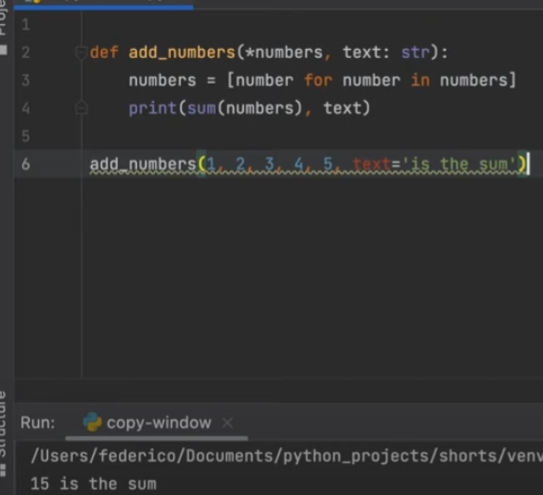 1
2 def add_numbers(*numbers, text: str):
3 numbers = [number for number in numbers]
4 print(sum(numbers), text)
5
6 add_numbers(1, 2, 3, 4, 5, text='is the sum')
Run: copy-window
/Users/federico/Documents/python_projects/shorts/venv
15 is the sum